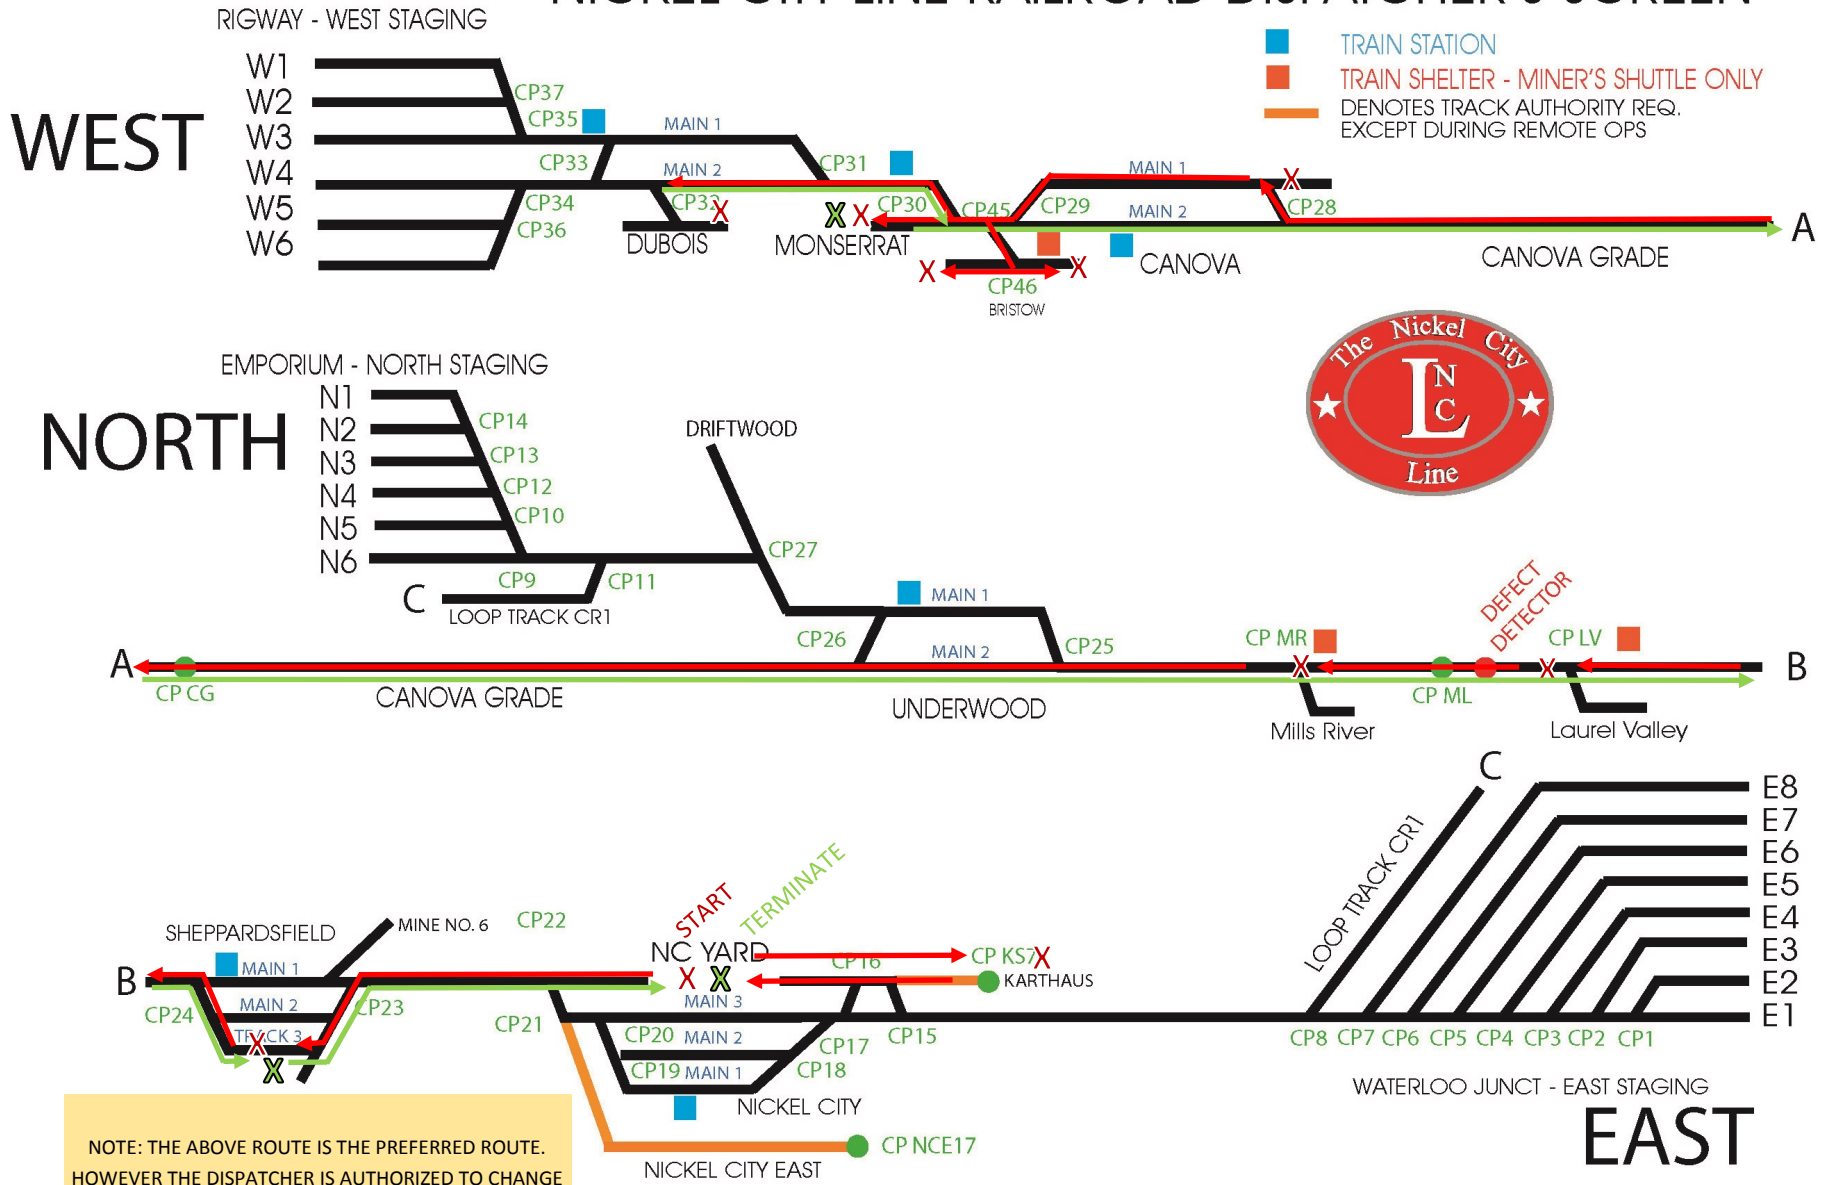 NICKEL CITY LINE RAILROAD DISPATCHER'S SCREEN
RIGWAY - WEST STAGING
TRAIN STATION
TRAIN SHELTER - MINER'S SHUTTLE ONLY
DENOTES TRACK AUTHORITY REQ.
EXCEPT DURING REMOTE OPS
WEST
W1
W2
W3
W4
W5
W6
CP37
CP35
CP33
CP34
CP36
MAIN 1
MAIN 2
CP32
X
DUBOIS
CP31
X X
CP30
MONSERRAT
CP45
CP29
MAIN 1
MAIN 2
X
CP28
A
X
X
CP46
BRISTOW
CANOVA
CANOVA GRADE
The Nickel City
L N C
Line
EMPORIUM - NORTH STAGING
NORTH
N1
N2
N3
N4
N5
N6
CP14
CP13
CP12
CP10
CP9
CP11
C
LOOP TRACK CR1
DRIFTWOOD
CP27
MAIN 1
CP26
MAIN 2
CP25
CP MR
DEFECT
DETECTOR
CP LV
A
CP CG
CANOVA GRADE
UNDERWOOD
X
Mills River
CP ML
X
Laurel Valley
B
SHEPPARDSFIELD
MINE NO. 6
B
MAIN 1
MAIN 2
TRACK 3
X
X
CP24
CP23
CP22
CP21
START
TERMINATE
NC YARD
X X
MAIN 3
CP16
CP KS7
X
KARTHAUS
CP20
MAIN 2
CP19
MAIN 1
CP17
CP18
CP15
NICKEL CITY
CP NCE17
NICKEL CITY EAST
C
LOOP TRACK CR1
E8
E7
E6
E5
E4
E3
E2
E1
CP8
CP7
CP6
CP5
CP4
CP3
CP2
CP1
WATERLOO JUNCT - EAST STAGING
EAST
NOTE: THE ABOVE ROUTE IS THE PREFERRED ROUTE.
HOWEVER THE DISPATCHER IS AUTHORIZED TO CHANGE